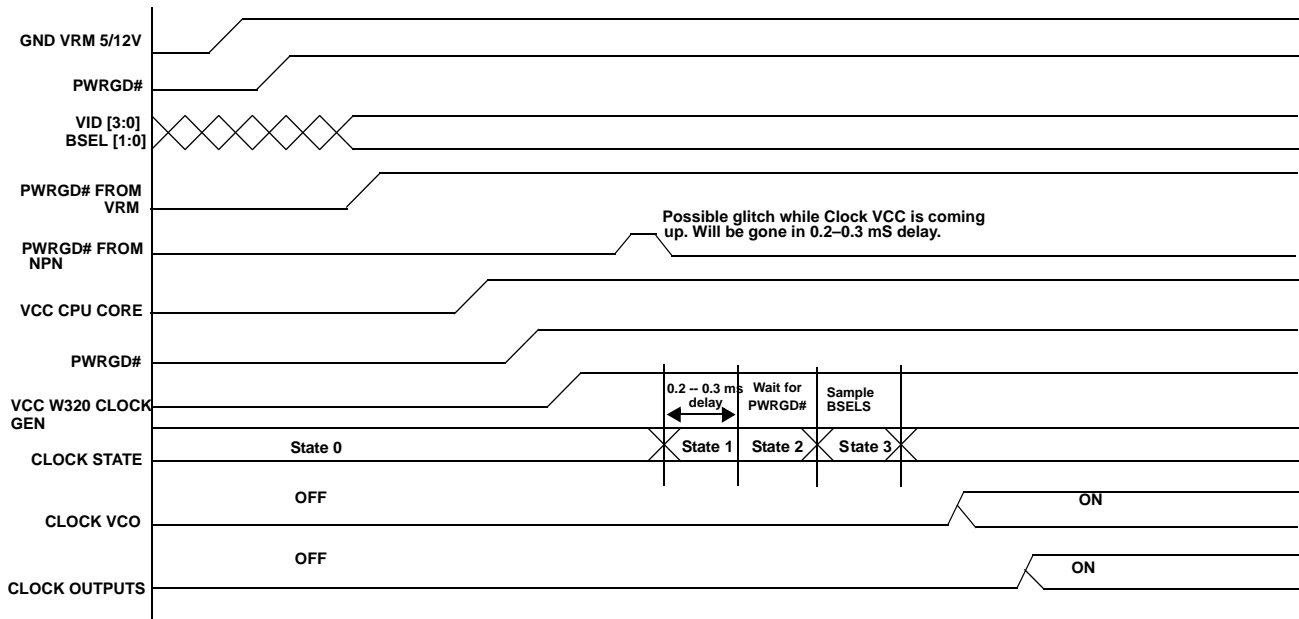 GND VRM 5/12V
PWRGD#
VID [3:0]
BSEL [1:0]
PWRGD# FROM
VRM
PWRGD# FROM
NPN
Possible glitch while Clock VCC is coming
up. Will be gone in 0.2–0.3 mS delay.
VCC CPU CORE
PWRGD#
VCC W320 CLOCK
GEN
0.2 -- 0.3 ms
delay
Wait for
PWRGD#
Sample
BSELS
CLOCK STATE
State 0
State 1
State 2
State 3
CLOCK VCO
OFF
ON
CLOCK OUTPUTS
OFF
ON